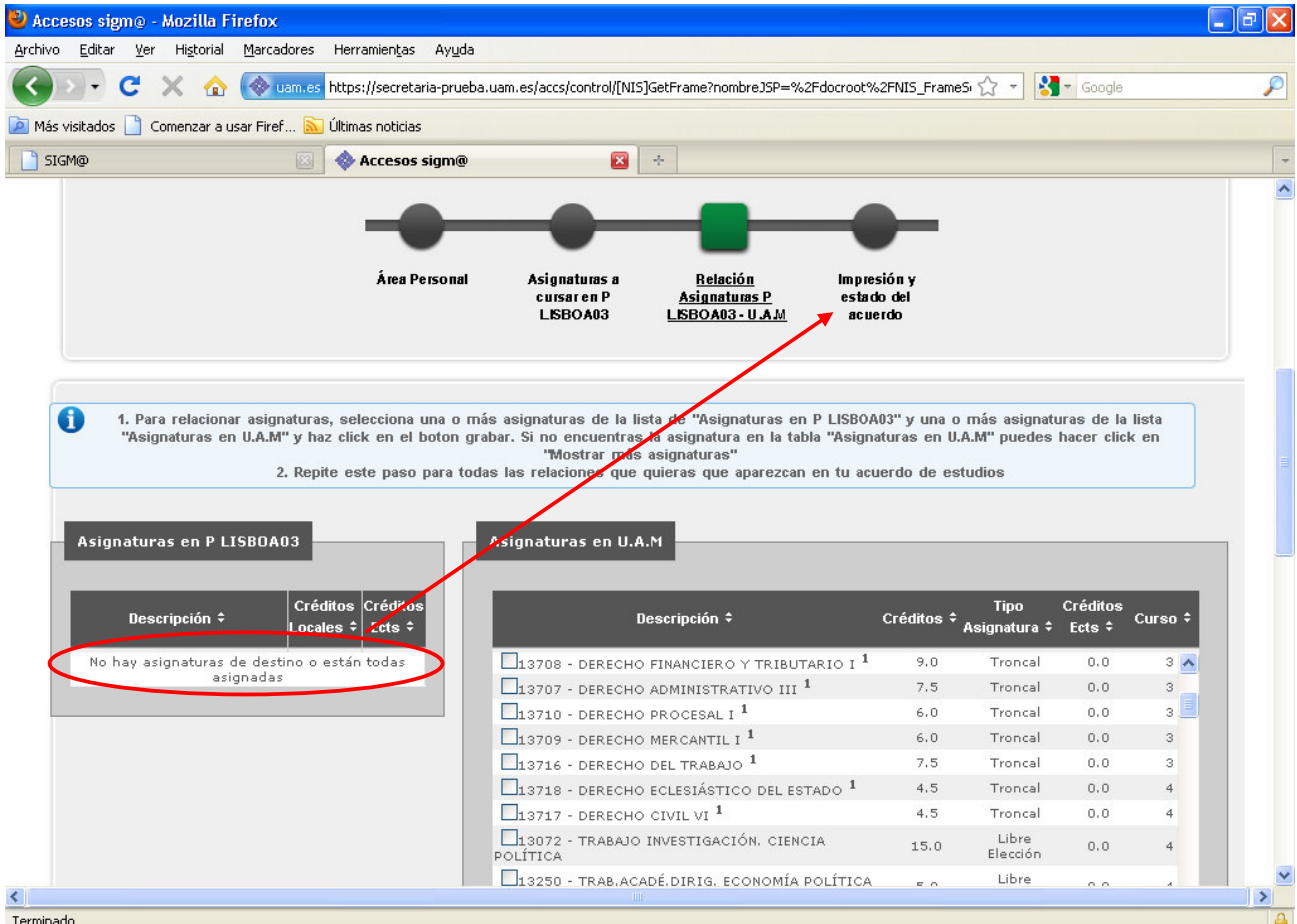 Accesos sigm@ - Mozilla Firefox
Archivo Editar Ver Historial Marcadores Herramientas Ayuda
uam.es https://secretaria-prueba.uam.es/accs/control/[NIS]GetFrame?nombreJSP=%2Fdocroot%2FNIS_FrameS Google
Más visitados Comenzar a usar Firef... Últimas noticias
SIGM@ Accesos sigm@
Área Personal
Asignaturas a
cursar en P
LISBOA03
Relación
Asignaturas P
LISBOA03 - U.A.M
Impresión y
estado del
acuerdo
1. Para relacionar asignaturas, selecciona una o más asignaturas de la lista de "Asignaturas en P LISBOA03" y una o más asignaturas de la lista
"Asignaturas en U.A.M" y haz click en el boton grabar. Si no encuentras la asignatura en la tabla "Asignaturas en U.A.M" puedes hacer click en
"Mostrar más asignaturas"
2. Repite este paso para todas las relaciones que quieras que aparezcan en tu acuerdo de estudios
Asignaturas en P LISBOA03
Descripción Créditos Locales Créditos Ects
No hay asignaturas de destino o están todas
asignadas
Asignaturas en U.A.M
Descripción Créditos Tipo Asignatura Créditos Ects Curso
13708 - DERECHO FINANCIERO Y TRIBUTARIO I 1 9.0 Troncal 0.0 3
13707 - DERECHO ADMINISTRATIVO III 1 7.5 Troncal 0.0 3
13710 - DERECHO PROCESAL I 1 6.0 Troncal 0.0 3
13709 - DERECHO MERCANTIL I 1 6.0 Troncal 0.0 3
13716 - DERECHO DEL TRABAJO 1 7.5 Troncal 0.0 3
13718 - DERECHO ECLESIÁSTICO DEL ESTADO 1 4.5 Troncal 0.0 4
13717 - DERECHO CIVIL VI 1 4.5 Troncal 0.0 4
13072 - TRABAJO INVESTIGACIÓN. CIENCIA
POLÍTICA 15.0 Libre Elección 0.0 4
13250 - TRAB.ACADÉ.DIRIG. ECONOMÍA POLÍTICA Libre
Terminado